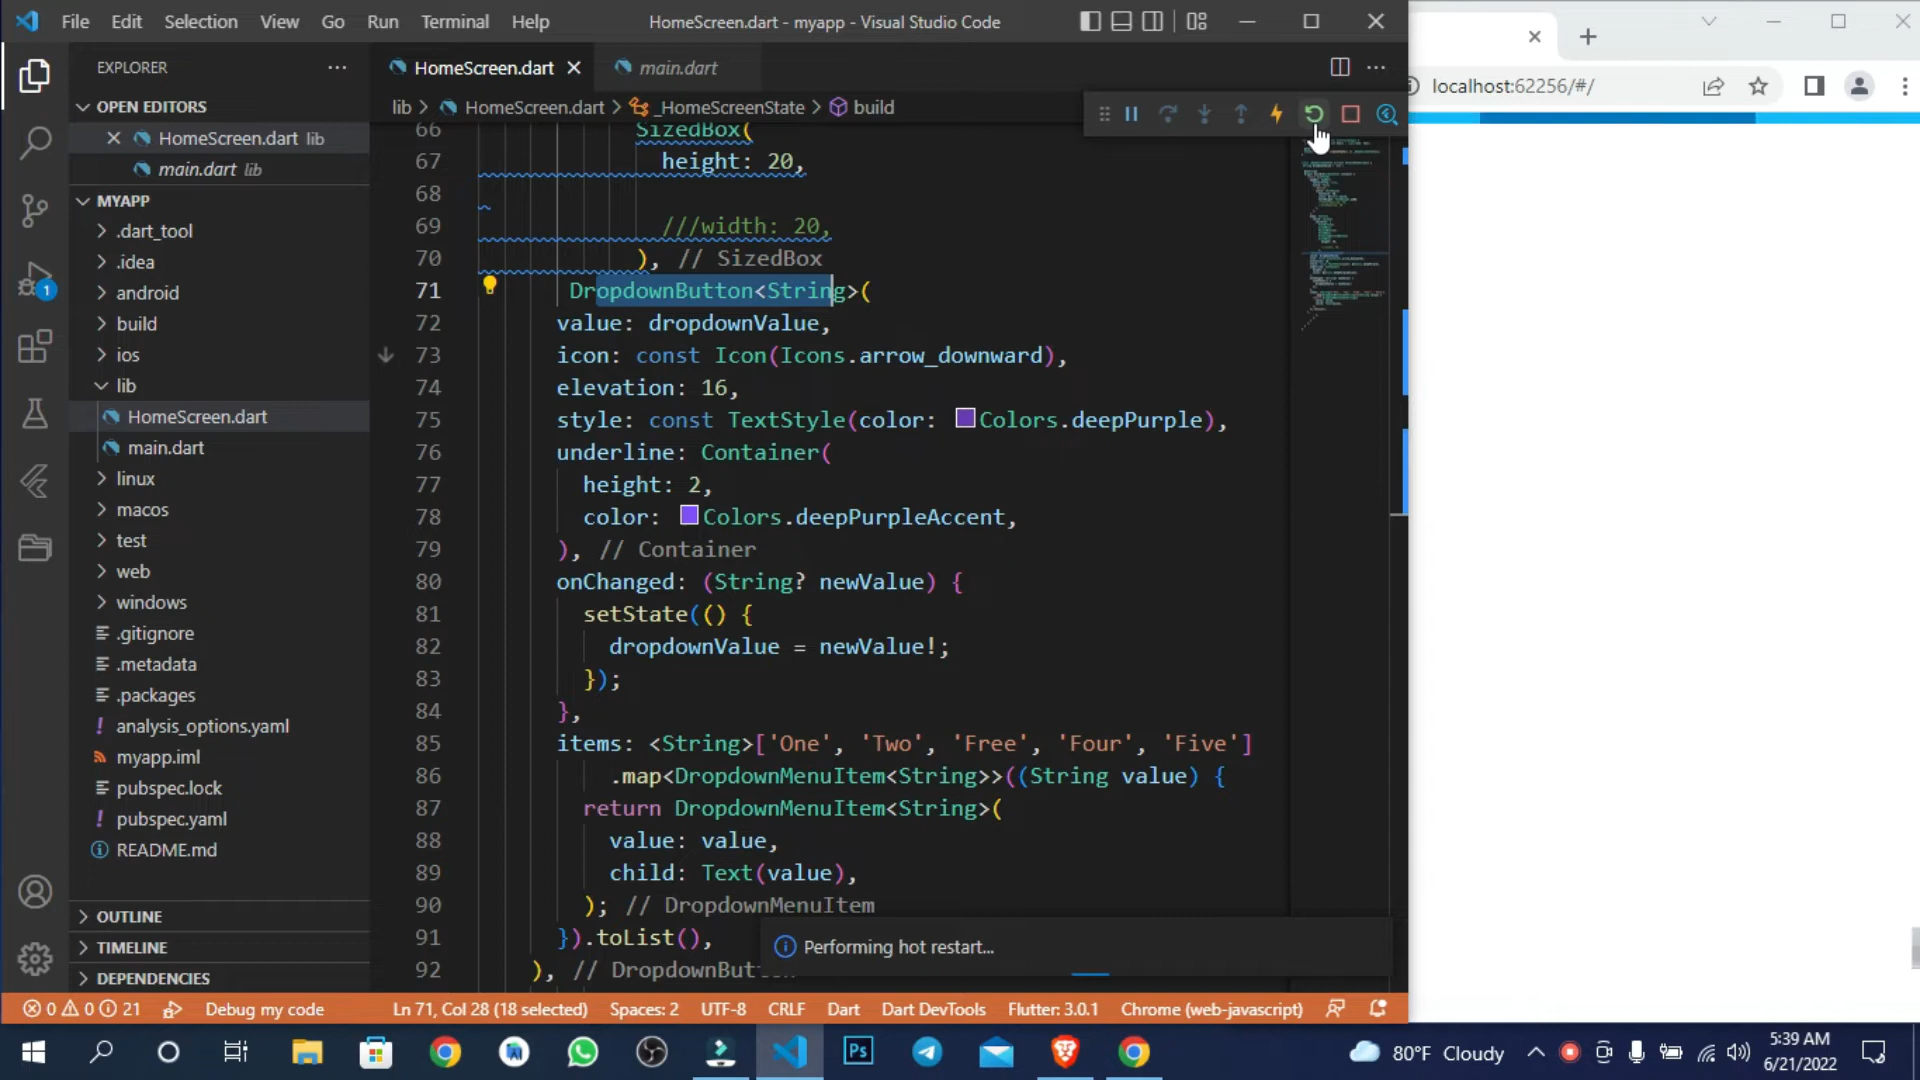 File Edit Selection View Go Run Terminal Help
HomeScreen.dart - myapp - Visual Studio Code
EXPLORER
OPEN EDITORS
HomeScreen.dart lib
main.dart lib
MYAPP
.dart_tool
.idea
android
build
ios
lib
HomeScreen.dart
main.dart
linux
macos
test
web
windows
.gitignore
.metadata
.packages
analysis_options.yaml
myapp.iml
pubspec.lock
pubspec.yaml
README.md
OUTLINE
TIMELINE
DEPENDENCIES
1
HomeScreen.dart
main.dart
lib > HomeScreen.dart > _HomeScreenState > build
66 SizedBox(
67 height: 20,
68
69 ///width: 20,
70 ), // SizedBox
71 DropdownButton<String>(
72 value: dropdownValue,
73 icon: const Icon(Icons.arrow_downward),
74 elevation: 16,
75 style: const TextStyle(color: Colors.deepPurple),
76 underline: Container(
77 height: 2,
78 color: Colors.deepPurpleAccent,
79 ), // Container
80 onChanged: (String? newValue) {
81 setState(() {
82 dropdownValue = newValue!;
83 });
84 },
85 items: <String>['One', 'Two', 'Free', 'Four', 'Five']
86 .map<DropdownMenuItem<String>>((String value) {
87 return DropdownMenuItem<String>(
88 value: value,
89 child: Text(value),
90 ); // DropdownMenuItem
91 }).toList(),
92 ), // DropdownBut
Performing hot restart...
localhost:62256/#/
0 0 21 Debug my code Ln 71, Col 28 (18 selected) Spaces: 2 UTF-8 CRLF Dart Dart DevTools Flutter: 3.0.1 Chrome (web-javascript)
Ps
80°F Cloudy
5:39 AM
6/21/2022